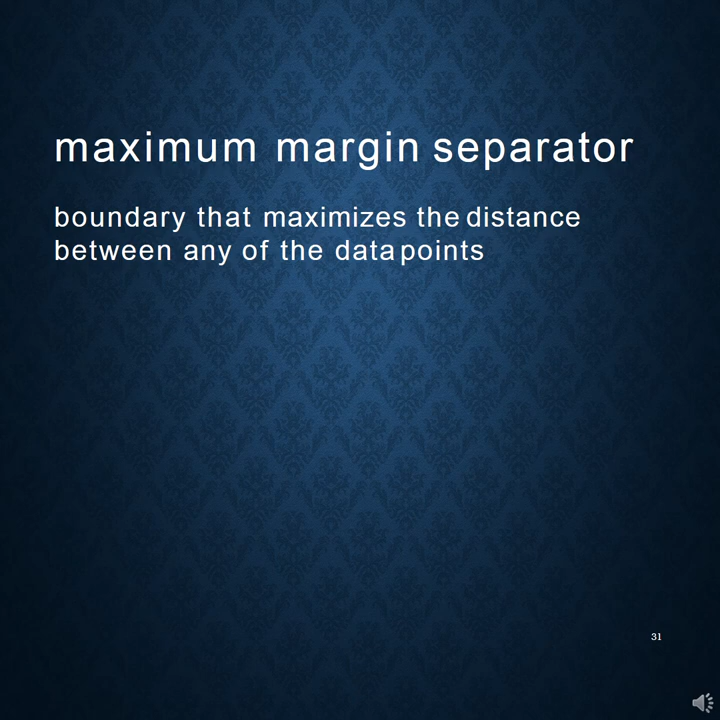 maximum margin separator
boundary that maximizes the distance
between any of the data points
31